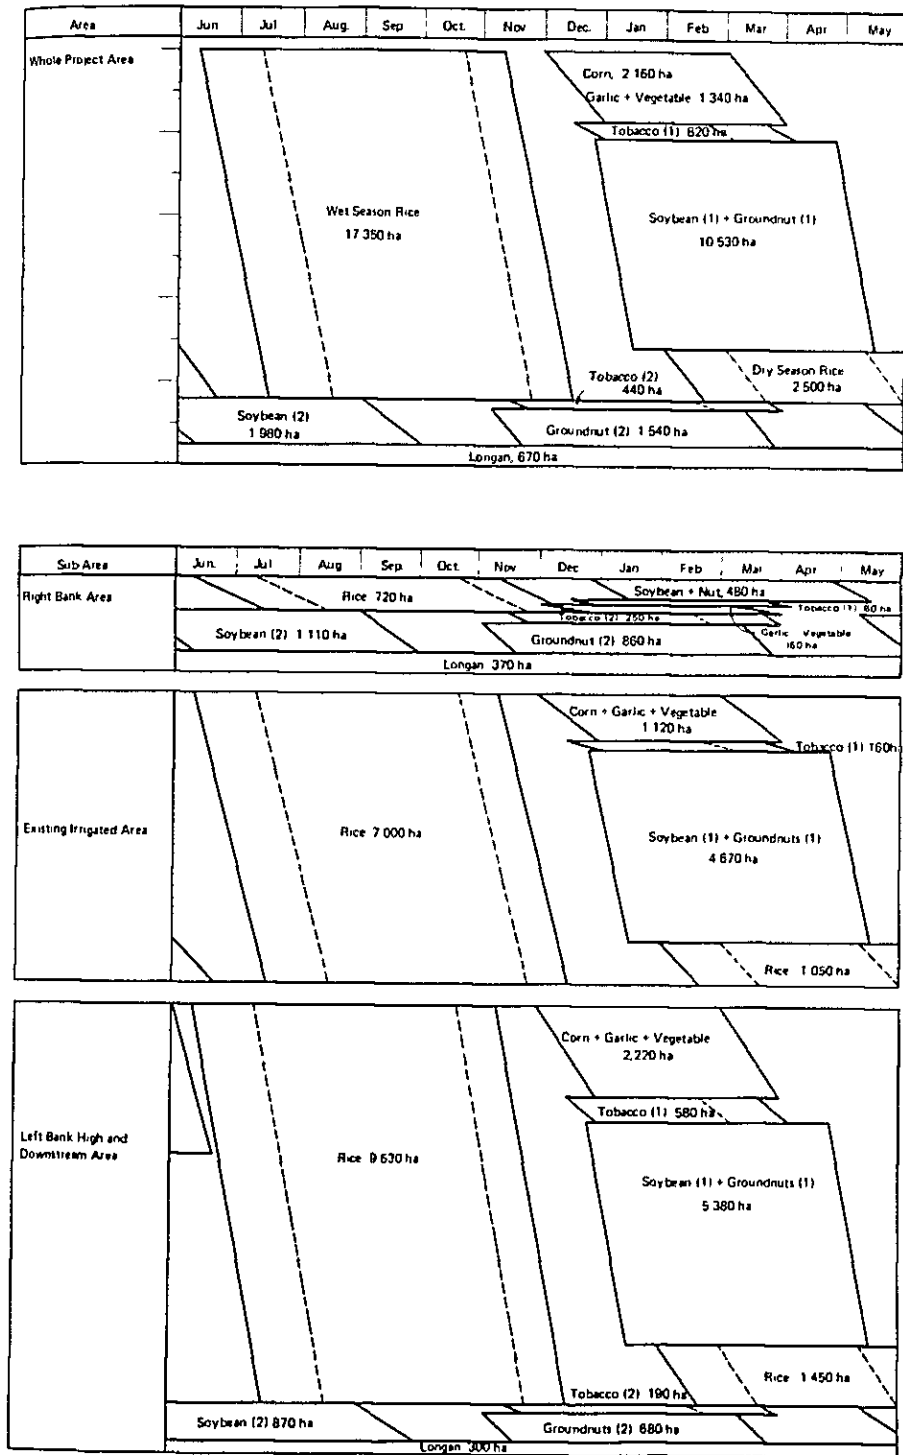 Area Jun Jul Aug. Sep Oct. Nov Dec. Jan Feb Mar Apr May
Whole Project Area
Corn, 2 160 ha
Garlic + Vegetable 1 340 ha
Tobacco (1) 820 ha
Wet Season Rice
17 350 ha
Soybean (1) + Groundnut (1)
10 530 ha
Tobacco (2)
440 ha
Dry Season Rice
2 500 ha
Soybean (2)
1 980 ha
Groundnut (2) 1 540 ha
Longan, 670 ha
Sub-Area Jun. Jul Aug Sep. Oct. Nov Dec Jan Feb Mar Apr May
Right Bank Area
Rice 720 ha
Soybean + Nut, 480 ha
Tobacco (1) 80 ha
Tobacco (2) 250 ha
Soybean (2) 1 110 ha
Groundnut (2) 860 ha
Garlic Vegetable
160 ha
Longan 370 ha
Existing Irrigated Area
Corn + Garlic + Vegetable
1 120 ha
Tobacco (1) 160h
Rice 7 000 ha
Soybean (1) + Groundnuts (1)
4 670 ha
Rice 1 050 ha
Left Bank High and
Downstream Area
Corn + Garlic + Vegetable
2,220 ha
Tobacco (1) 580 ha
Rice 9 630 ha
Soybean (1) + Groundnuts (1)
5 380 ha
Rice 1 450 ha
Tobacco (2) 190 ha
Soybean (2) 870 ha
Groundnuts (2) 680 ha
Longan 300 ha